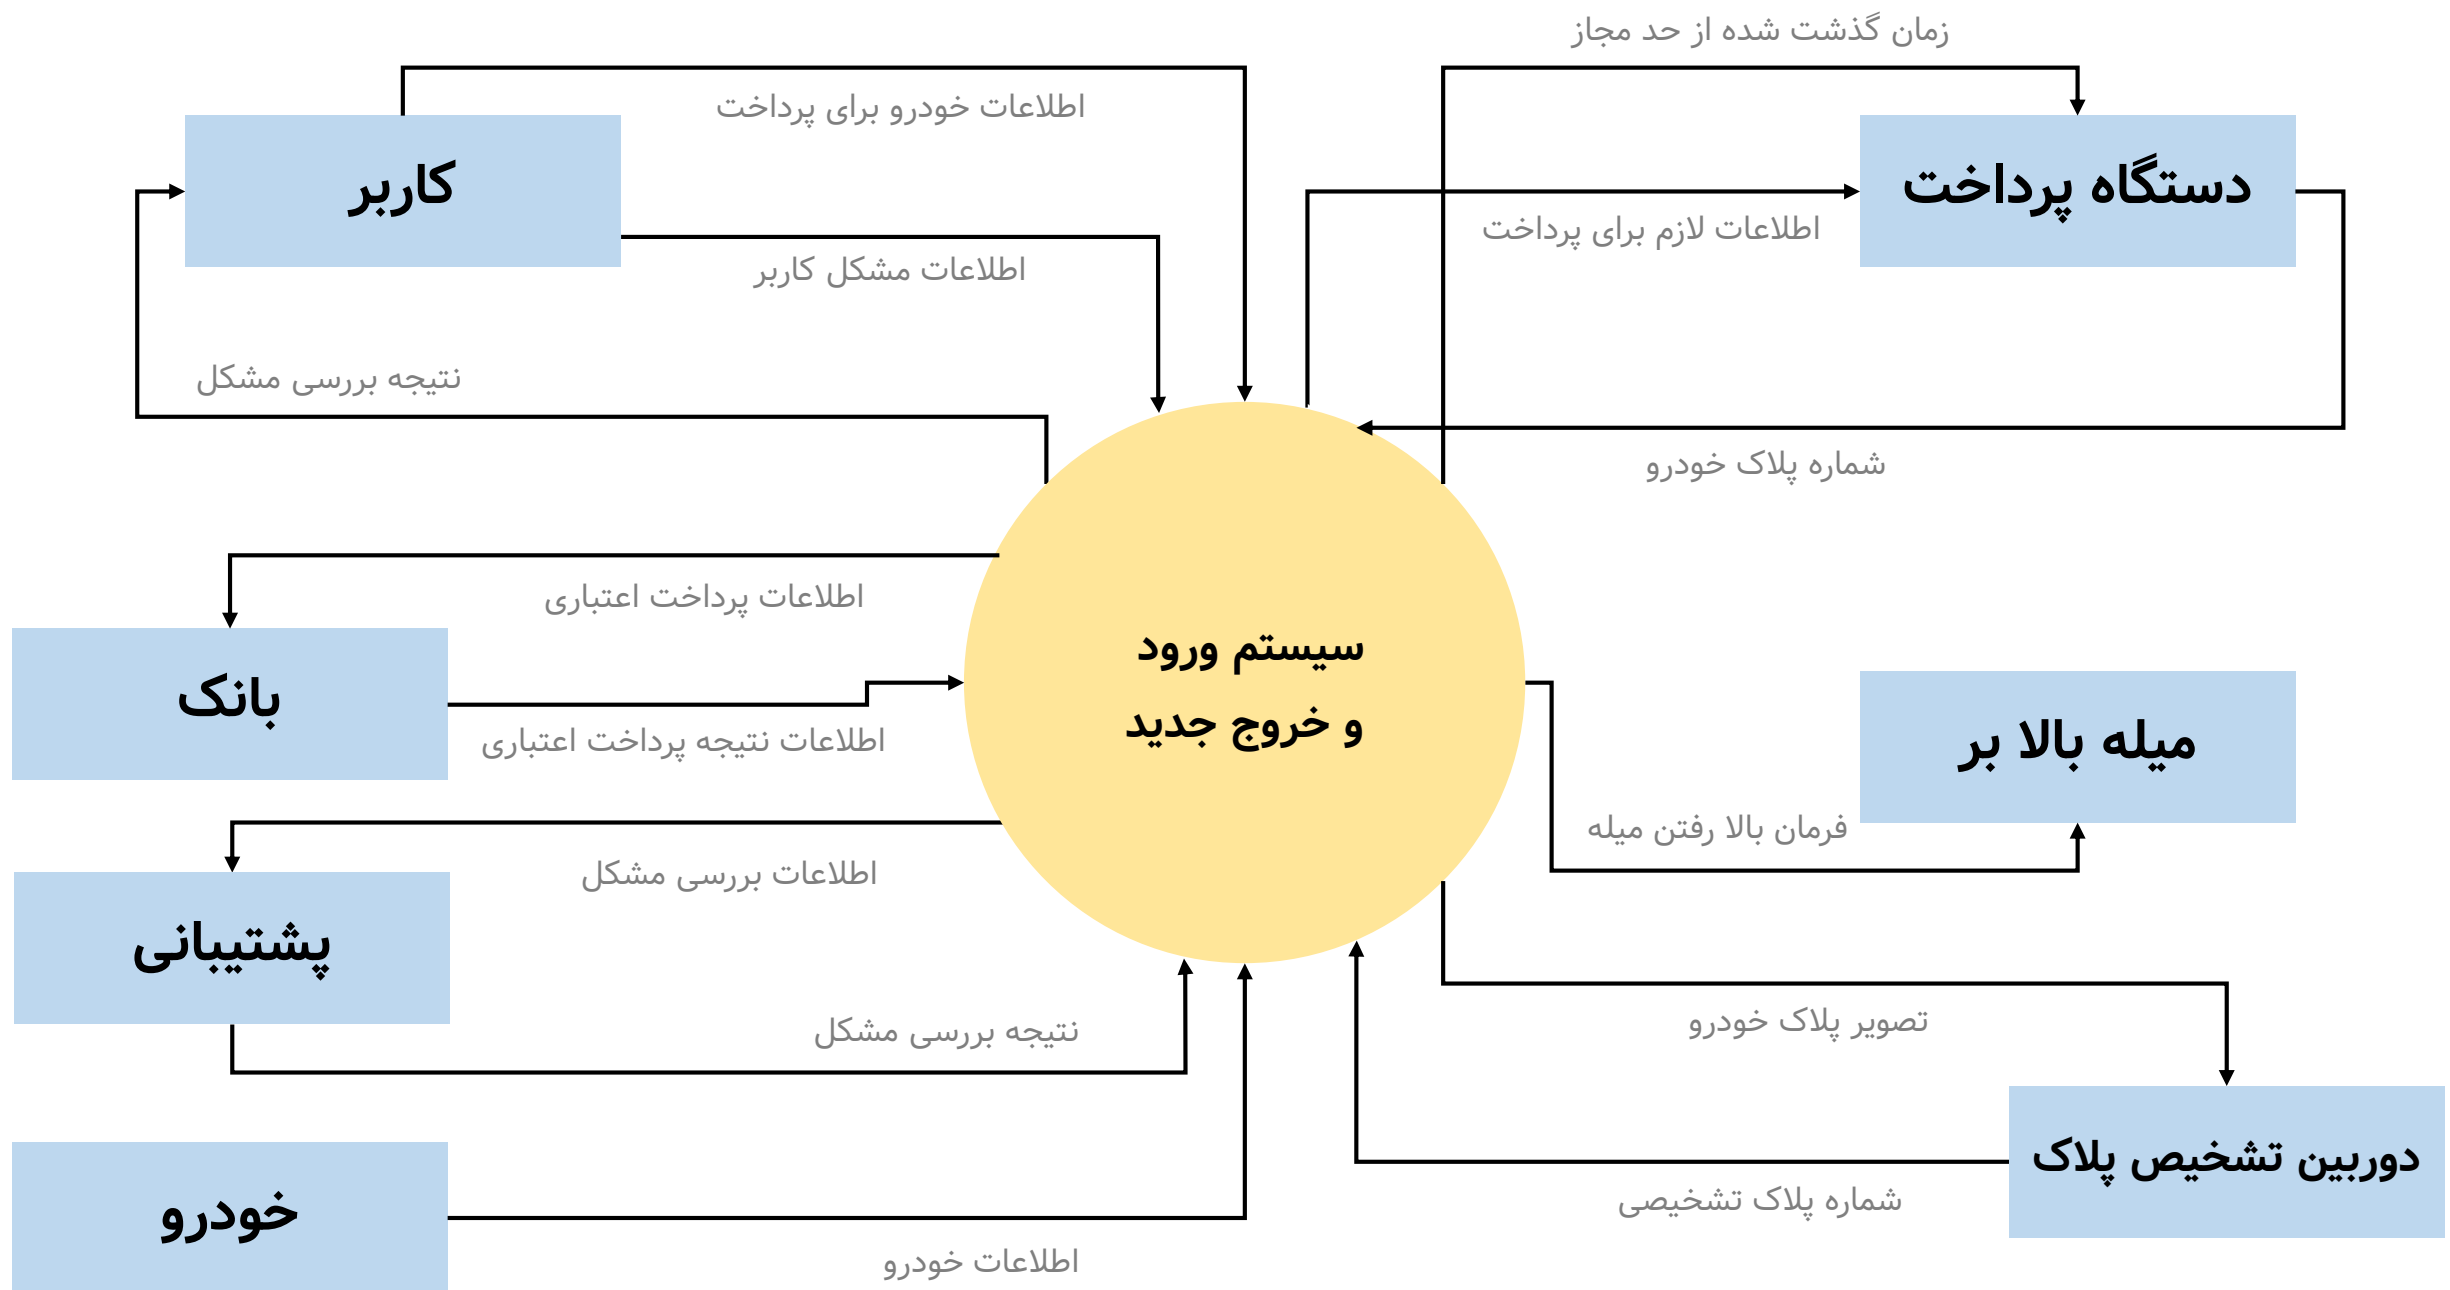 زمان گذشت شده از حد مجاز
اطلاعات خودرو برای پرداخت
دستگاه پرداخت
کاربر
اطلاعات لازم برای پرداخت
اطلاعات مشکل کاربر
نتیجه بررسی مشکل
شماره پلاک خودرو
اطلاعات پرداخت اعتباری
سیستم ورود
و خروج جدید
بانک
اطلاعات نتیجه پرداخت اعتباری
میله بالا بر
فرمان بالا رفتن میله
اطلاعات بررسی مشکل
پشتیبانی
نتیجه بررسی مشکل
تصویر پلاک خودرو
دوربین تشخیص پلاک
شماره پلاک تشخیصی
خودرو
اطلاعات خودرو